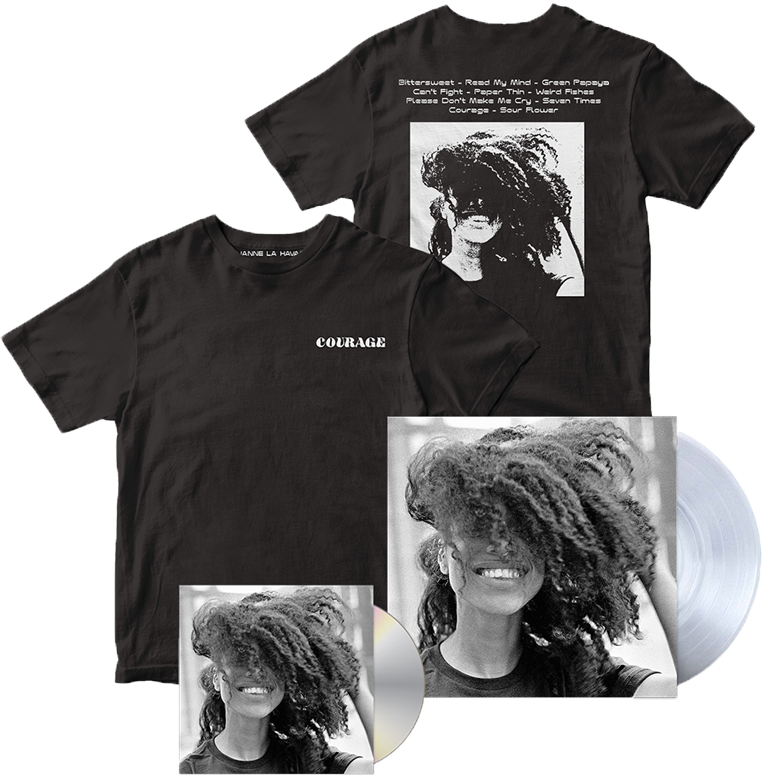 Bittersweet - Read My Mind - Green Papaya
Can't Fight - Paper Thin - Weird Fishes
Please Don't Make Me Cry - Seven Times
Courage - Sour Flower
LA
COURAGE